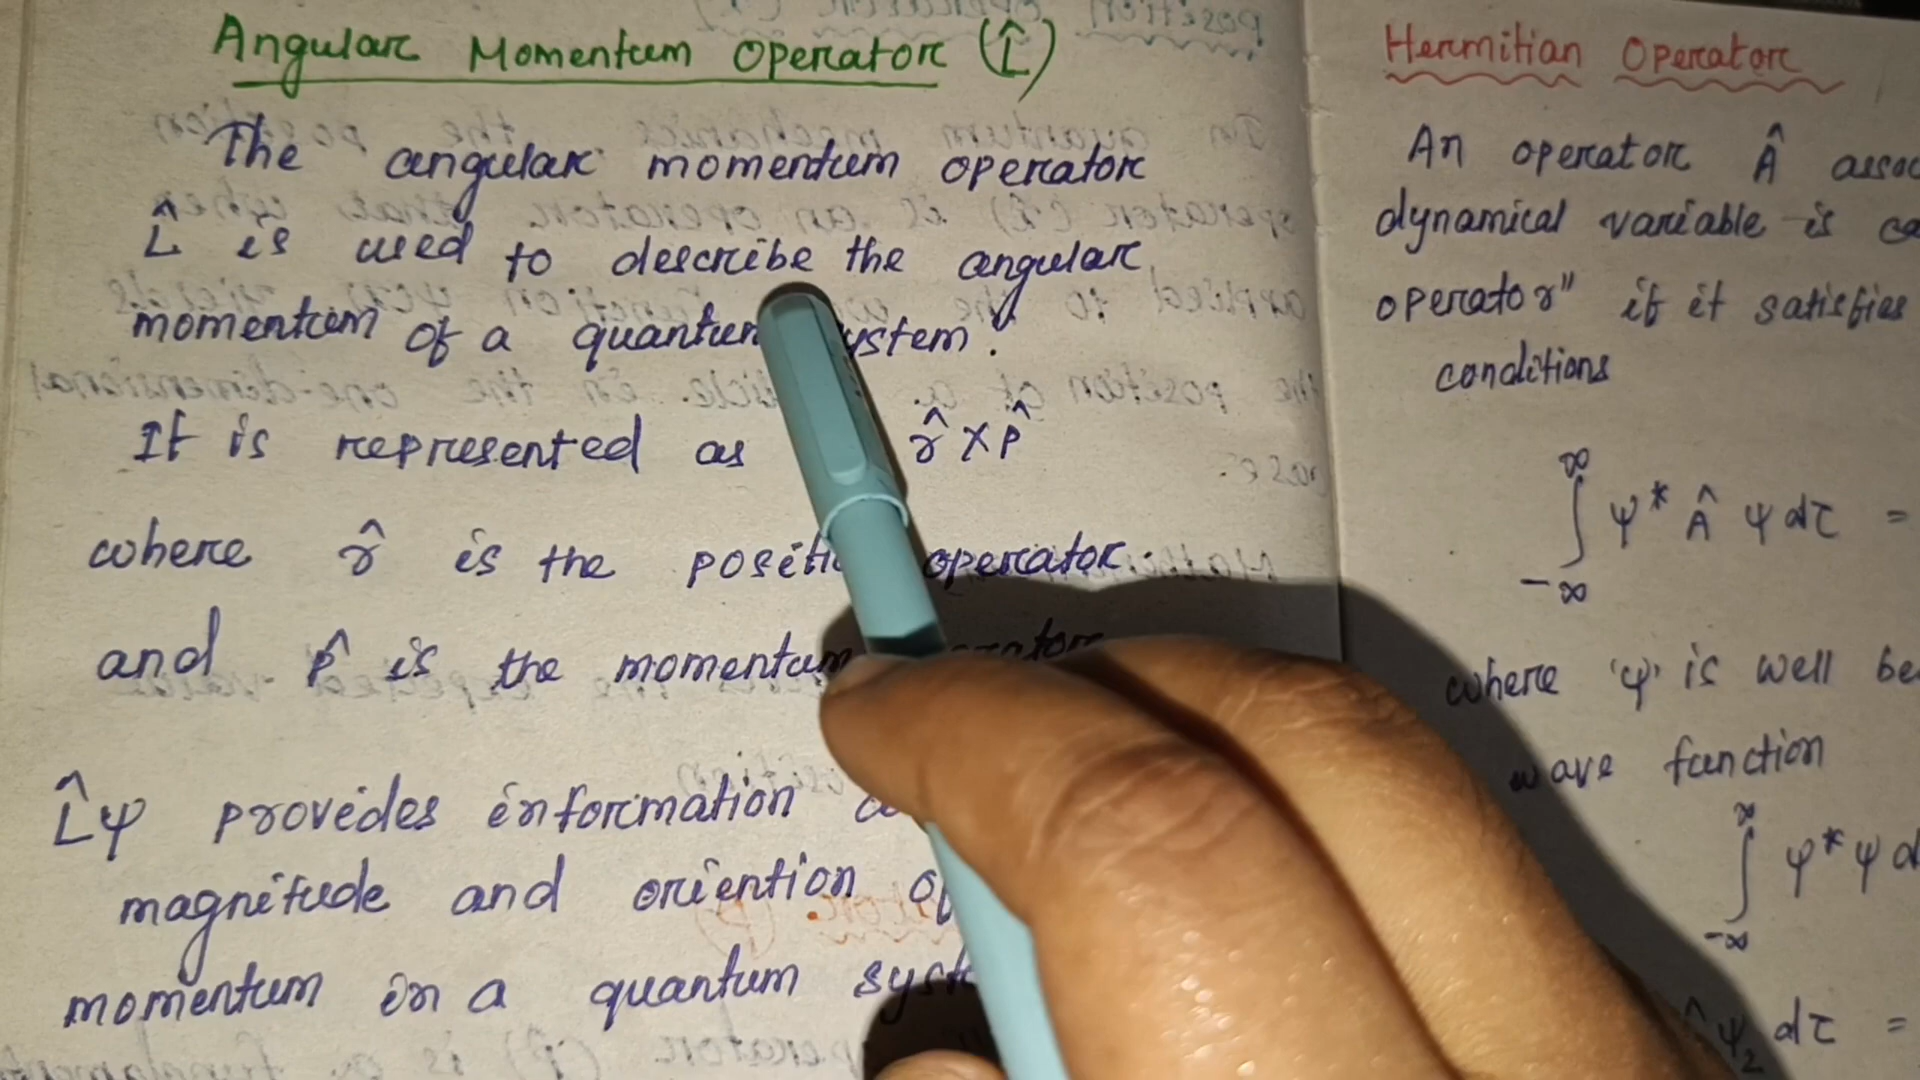 Angular Momentum Operator (L̂)
The angular momentum operator
L̂ is used to describe the angular
momentum of a quantum system.
It is represented as r̂ × p̂
where r̂ is the position operator.
and p̂ is the momentum operator
L̂ψ provides information
magnitude and oriention of
momentum in a quantum
Hermitian Operator
An operator Â
dynamical variable is
operator" if it satisfies
conditions
∫ ψ* Â ψ dτ =
∞
-∞
where 'ψ' is well
wave function
∞
∫ ψ* ψ
-∞
ψ₂ dτ =